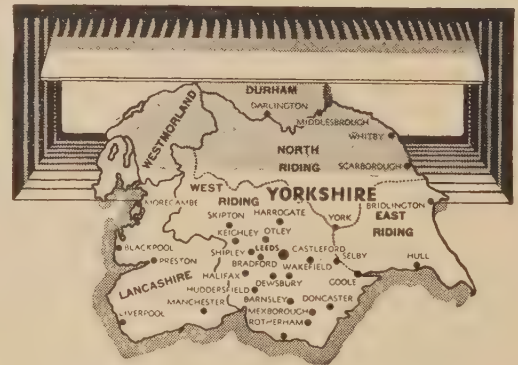 DURHAM
DARLINGTON
MIDDLESBROUGH
WHITBY
WESTMORLAND
NORTH
RIDING
SCARBOROUGH
WEST
RIDING
YORKSHIRE
MORECAMBE
SKIPTON
HARROGATE
YORK
BRIDLINGTON
EAST
RIDING
KEIGHLEY
OTLEY
BLACKPOOL
PRESTON
SHIPLEY
LEEDS
CASTLEFORD
BRADFORD
WAKEFIELD
SELBY
HULL
LANCASHIRE
HALIFAX
DEWSBURY
GOOLE
HUDDERSFIELD
MANCHESTER
BARNSLEY
DONCASTER
LIVERPOOL
MEXBOROUGH
ROTHERHAM